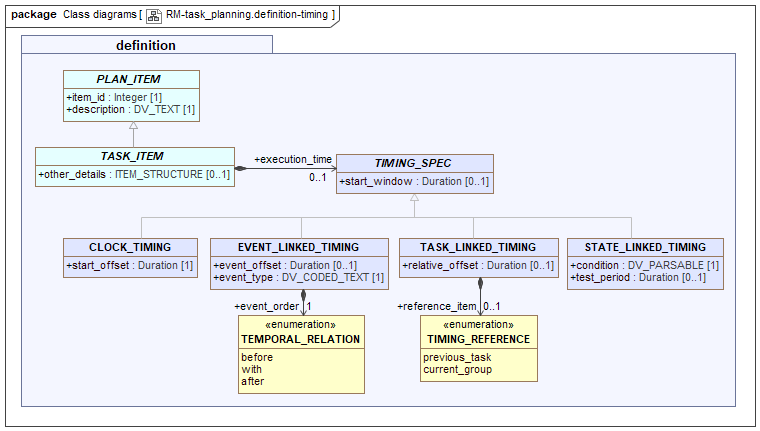 package Class diagrams [ RM-task_planning.definition-timing ]
definition
PLAN_ITEM
+item_id : Integer [1]
+description : DV_TEXT [1]
TASK_ITEM
+other_details : ITEM_STRUCTURE [0..1]
+execution_time
0..1
TIMING_SPEC
+start_window : Duration [0..1]
CLOCK_TIMING
+start_offset : Duration [1]
EVENT_LINKED_TIMING
+event_offset : Duration [0..1]
+event_type : DV_CODED_TEXT [1]
TASK_LINKED_TIMING
+relative_offset : Duration [0..1]
STATE_LINKED_TIMING
+condition : DV_PARSABLE [1]
+test_period : Duration [0..1]
+event_order 1
+reference_item 0..1
«enumeration»
TEMPORAL_RELATION
before
with
after
«enumeration»
TIMING_REFERENCE
previous_task
current_group